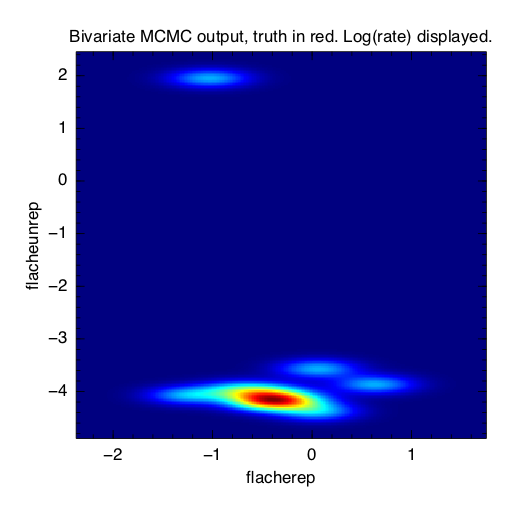 Bivariate MCMC output, truth in red. Log(rate) displayed.
2
1
0
−1
−2
−3
−4
flacheunrep
−2 −1 0 1
flacherep